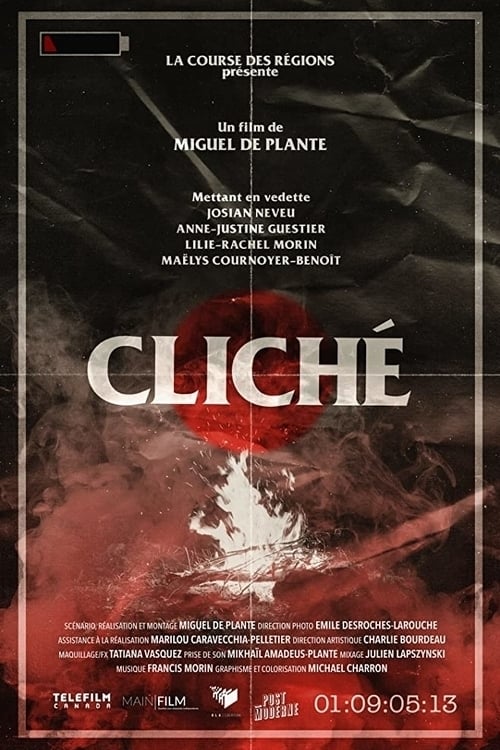 LA COURSE DES RÉGIONS
présente
Un film de
MIGUEL DE PLANTE
Mettant en vedette
JOSIAN NEVEU
ANNE-JUSTINE GUESTIER
LILIE-RACHEL MORIN
MAËLYS COURNOYER-BENOÎT
CLICHÉ
SCÉNARIO, RÉALISATION ET MONTAGE MIGUEL DE PLANTE DIRECTION PHOTO EMILE DESROCHES-LAROUCHE
ASSISTANCE À LA RÉALISATION MARILOU CARAVECCHIA-PELLETIER DIRECTION ARTISTIQUE CHARLIE BOURDEAU
MAQUILLAGE/FX TATIANA VASQUEZ PRISE DE SON MIKHAÏL AMADEUS-PLANTE MIXAGE JULIEN LAPSZYNSKI
MUSIQUE FRANCIS MORIN GRAPHISME ET COLORISATION MICHAEL CHARRON
TELEFILM
CANADA
MAIN FILM
POST
MODERNE
01:09:05:13